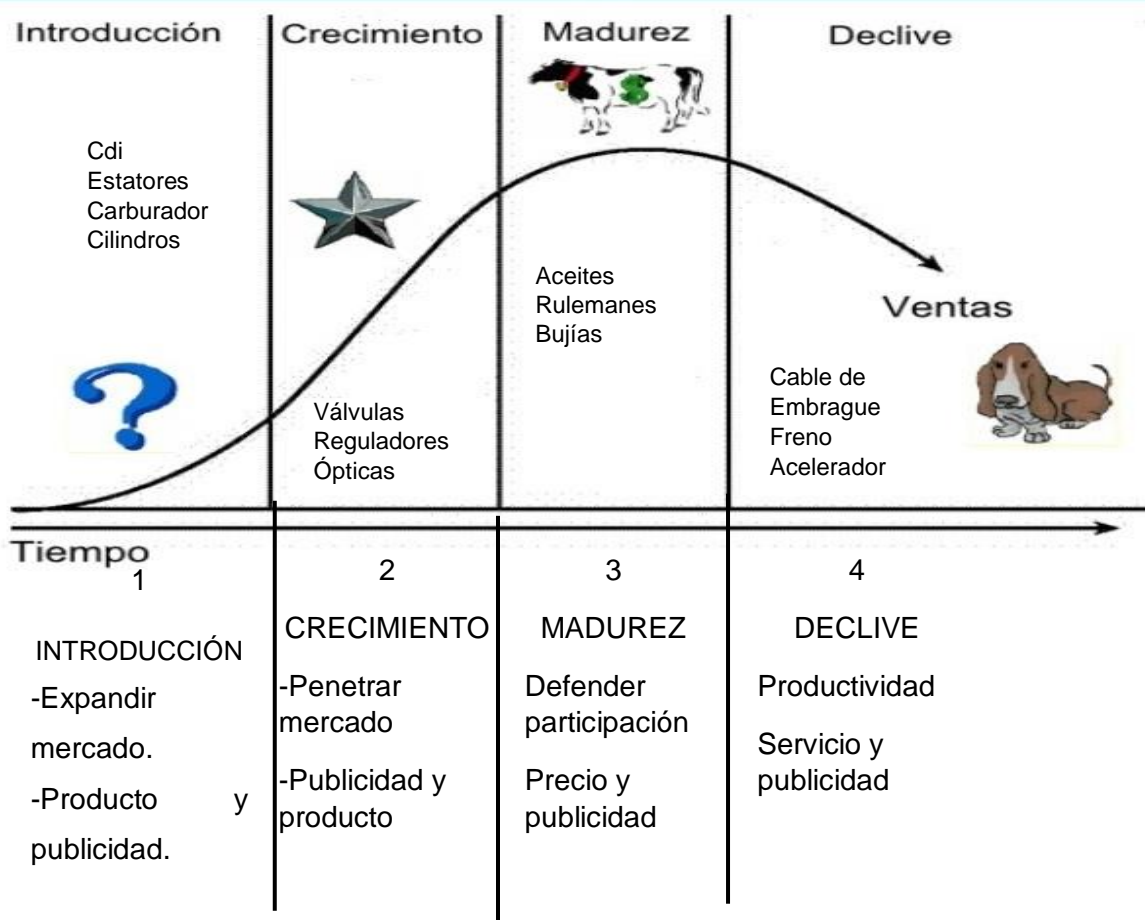 Introducción
Crecimiento
Madurez
Declive
Cdi
Estatores
Carburador
Cilindros
Válvulas
Reguladores
Ópticas
$
Aceites
Rulemanes
Bujías
Ventas
Cable de
Embrague
Freno
Acelerador
Tiempo
1
INTRODUCCIÓN
-Expandir
mercado.
-Producto y
publicidad.
2
CRECIMIENTO
-Penetrar
mercado
-Publicidad y
producto
3
MADUREZ
Defender
participación
Precio y
publicidad
4
DECLIVE
Productividad
Servicio y
publicidad